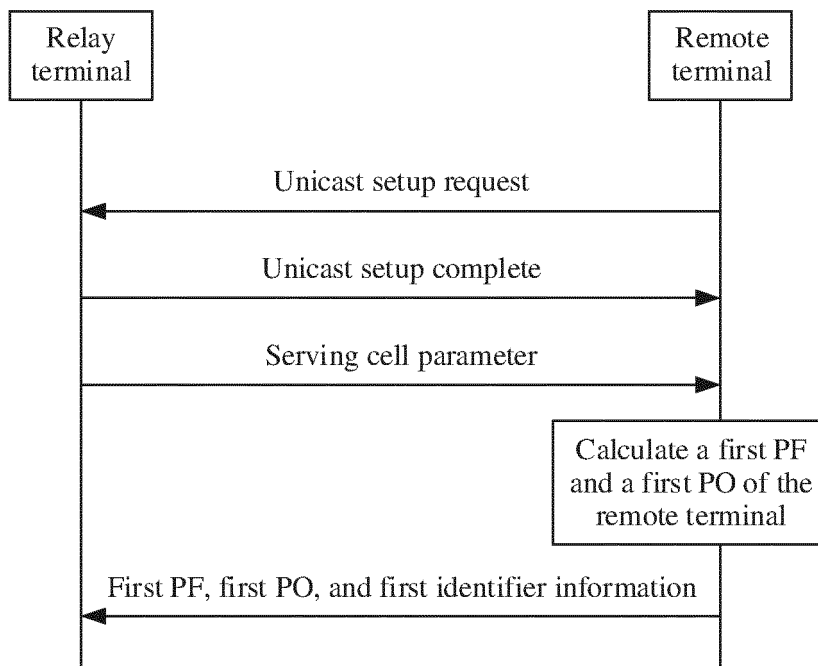 Relay
terminal
Remote
terminal
Unicast setup request
Unicast setup complete
Serving cell parameter
Calculate a first PF
and a first PO of the
remote terminal
First PF, first PO, and first identifier information